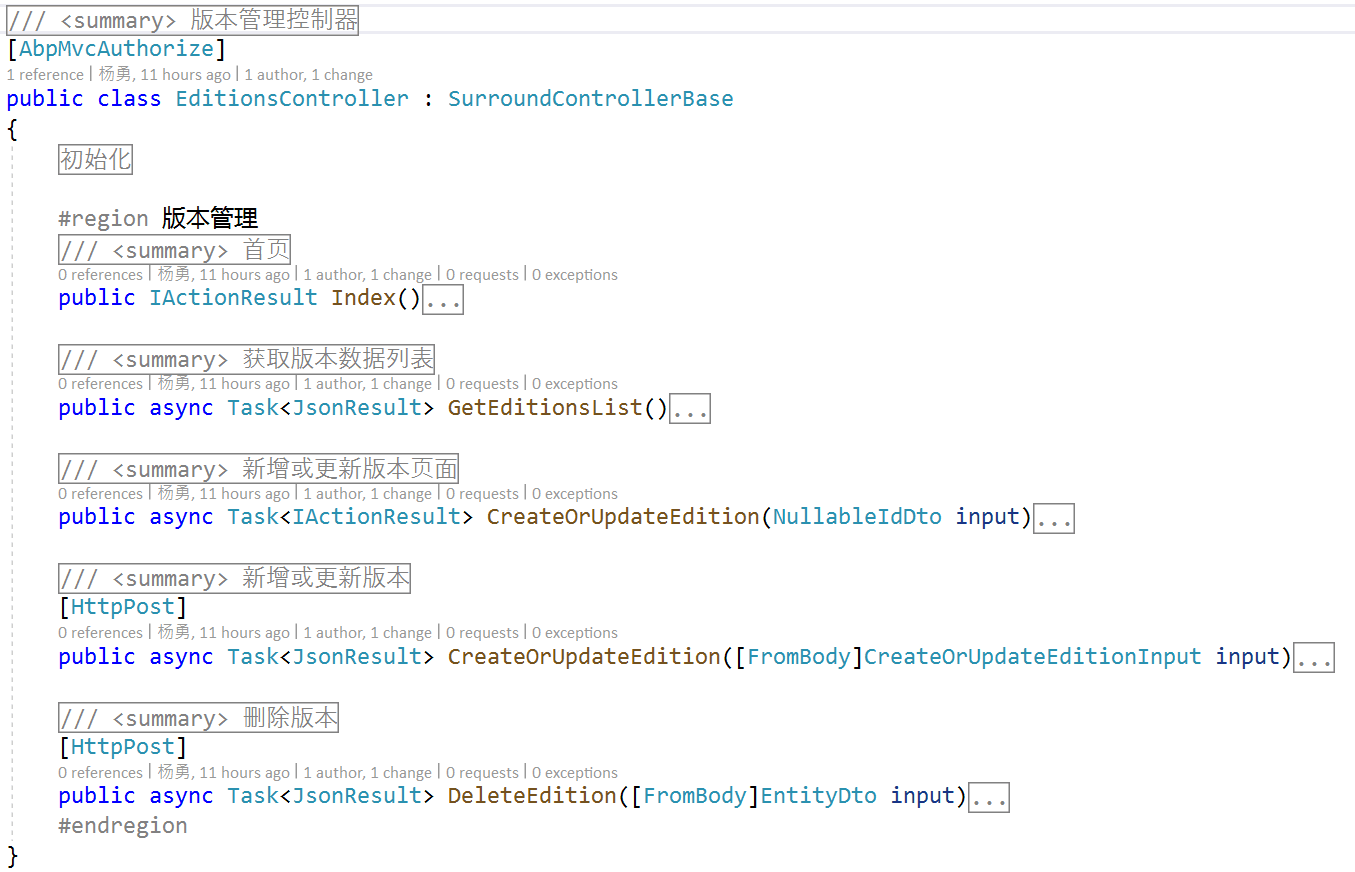 /// <summary> 版本管理控制器
[AbpMvcAuthorize]
1 reference | 杨勇, 11 hours ago | 1 author, 1 change
public class EditionsController : SurroundControllerBase
{
初始化
#region 版本管理
/// <summary> 首页
0 references | 杨勇, 11 hours ago | 1 author, 1 change | 0 requests | 0 exceptions
public IActionResult Index()...
/// <summary> 获取版本数据列表
0 references | 杨勇, 11 hours ago | 1 author, 1 change | 0 requests | 0 exceptions
public async Task<JsonResult> GetEditionsList()...
/// <summary> 新增或更新版本页面
0 references | 杨勇, 11 hours ago | 1 author, 1 change | 0 requests | 0 exceptions
public async Task<IActionResult> CreateOrUpdateEdition(NullableIdDto input)...
/// <summary> 新增或更新版本
[HttpPost]
0 references | 杨勇, 11 hours ago | 1 author, 1 change | 0 requests | 0 exceptions
public async Task<JsonResult> CreateOrUpdateEdition([FromBody]CreateOrUpdateEditionInput input)...
/// <summary> 删除版本
[HttpPost]
0 references | 杨勇, 11 hours ago | 1 author, 1 change | 0 requests | 0 exceptions
public async Task<JsonResult> DeleteEdition([FromBody]EntityDto input)...
#endregion
}